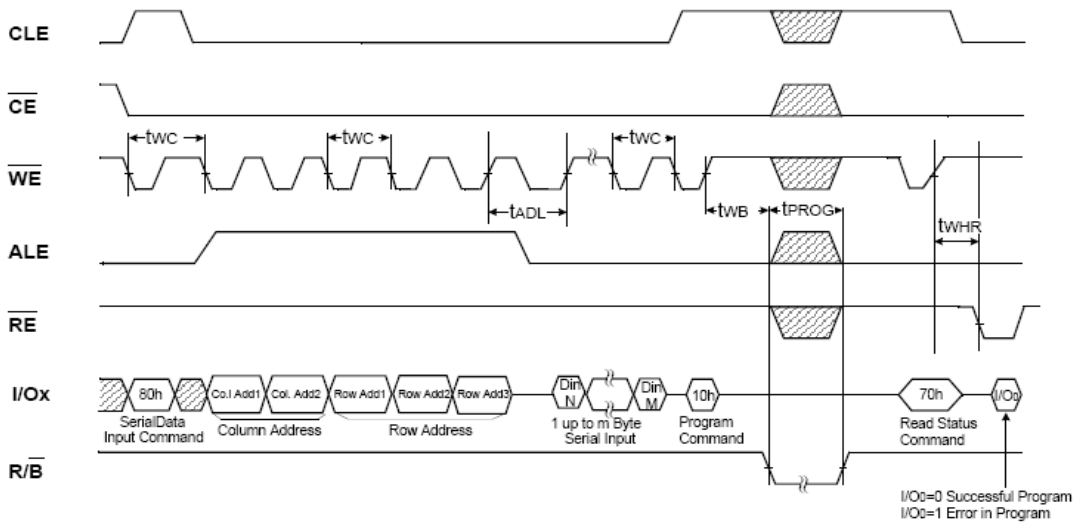 CLE
CE
tWC
tWC
tWC
WE
tADL
tWB
tPROG
tWHR
ALE
RE
I/Ox
80h
Co.l Add1
Col. Add2
Row Add1
Row Add2
Row Add3
Din
N
Din
M
10h
70h
I/O0
SerialData
Input Command
Column Address
Row Address
1 up to m Byte
Serial Input
Program
Command
Read Status
Command
R/B
I/O0=0 Successful Program
I/O0=1 Error in Program